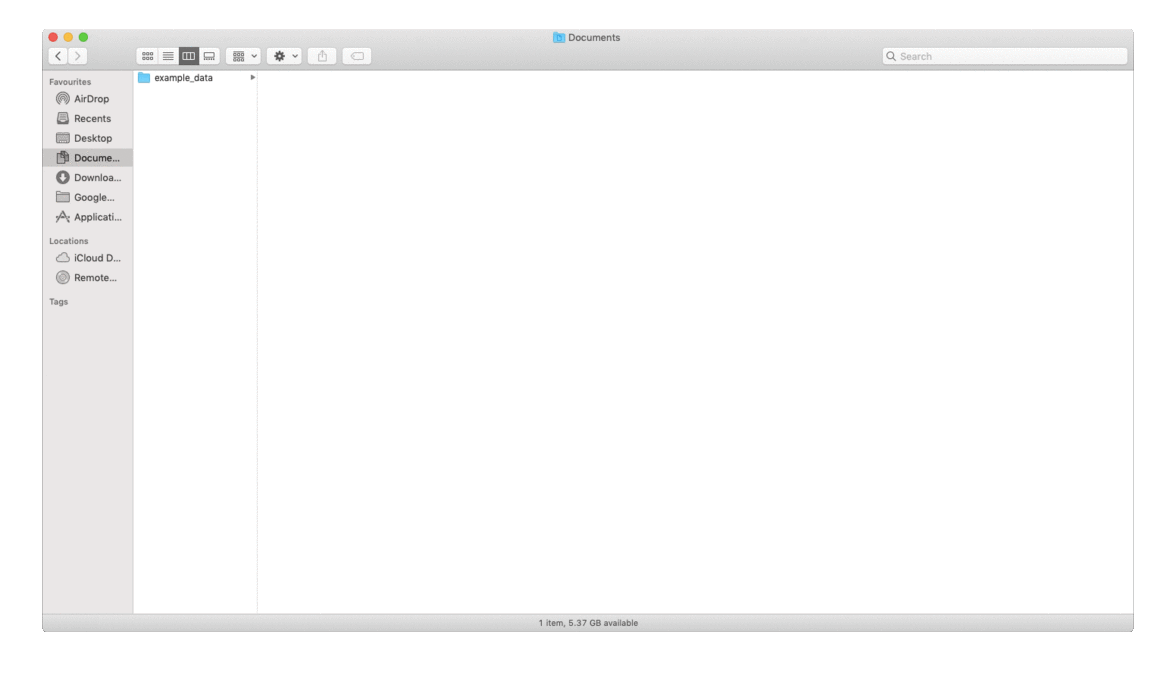 Documents
Search
Favourites
AirDrop
Recents
Desktop
Docume...
Downloa...
Google...
Applicati...
Locations
iCloud D...
Remote...
Tags
example_data
1 item, 5.37 GB available